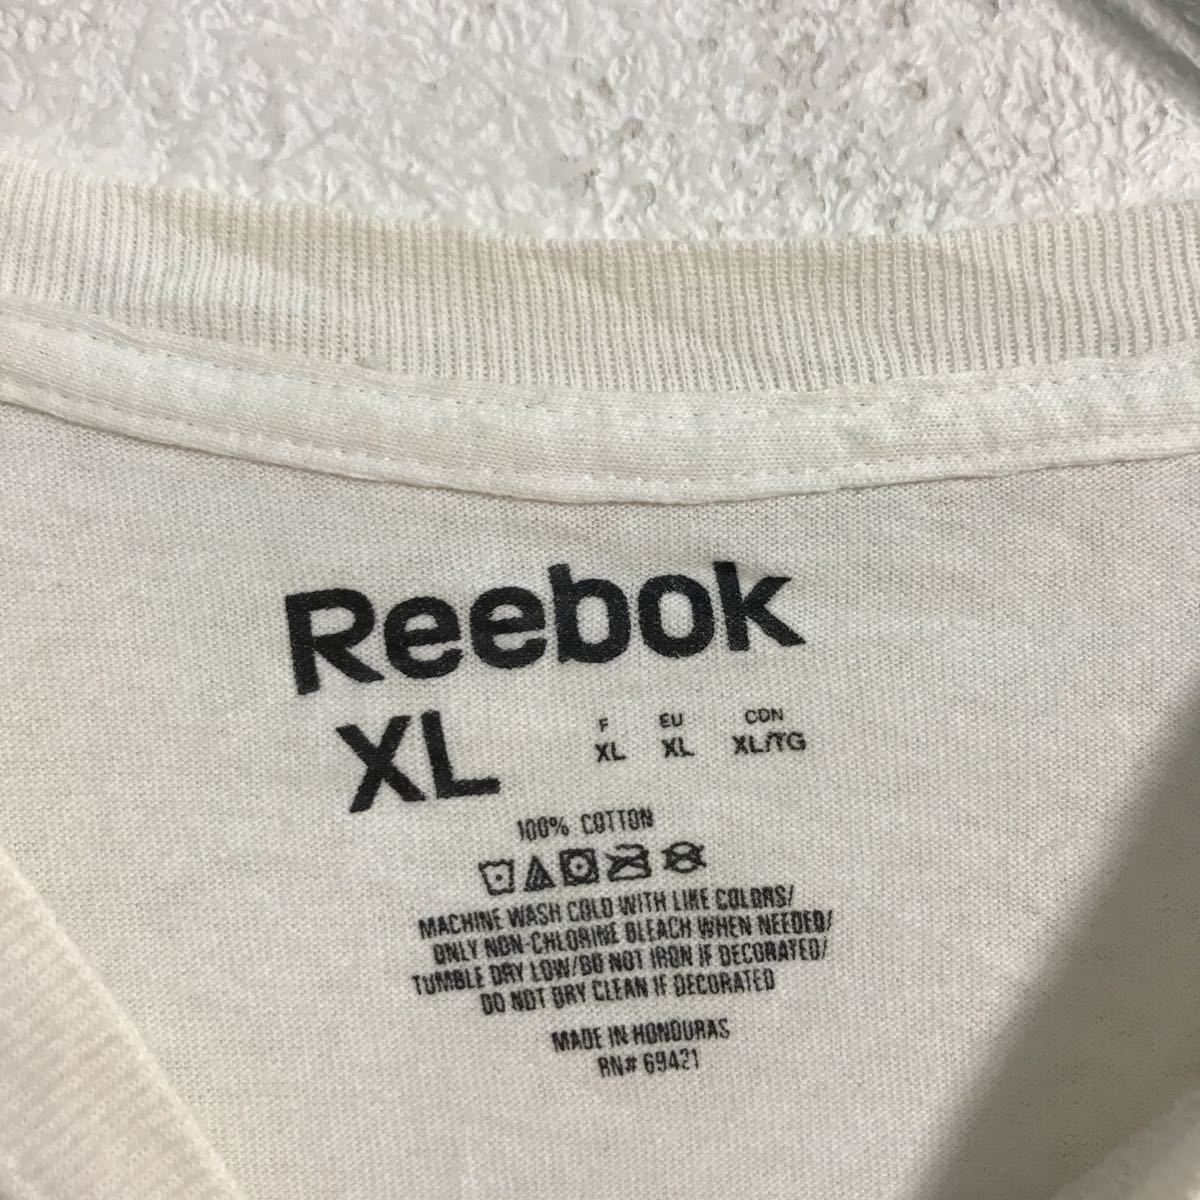 Reebok
XL
F EU CDN
XL XL XL/TG
100% COTTON
MACHINE WASH COLD WITH LIKE COLORS/
ONLY NON-CHLORINE BLEACH WHEN NEEDED/
TUMBLE DRY LOW/DO NOT IRON IF DECORATED/
DO NOT DRY CLEAN IF DECORATED
MADE IN HONDURAS
RN# 69421